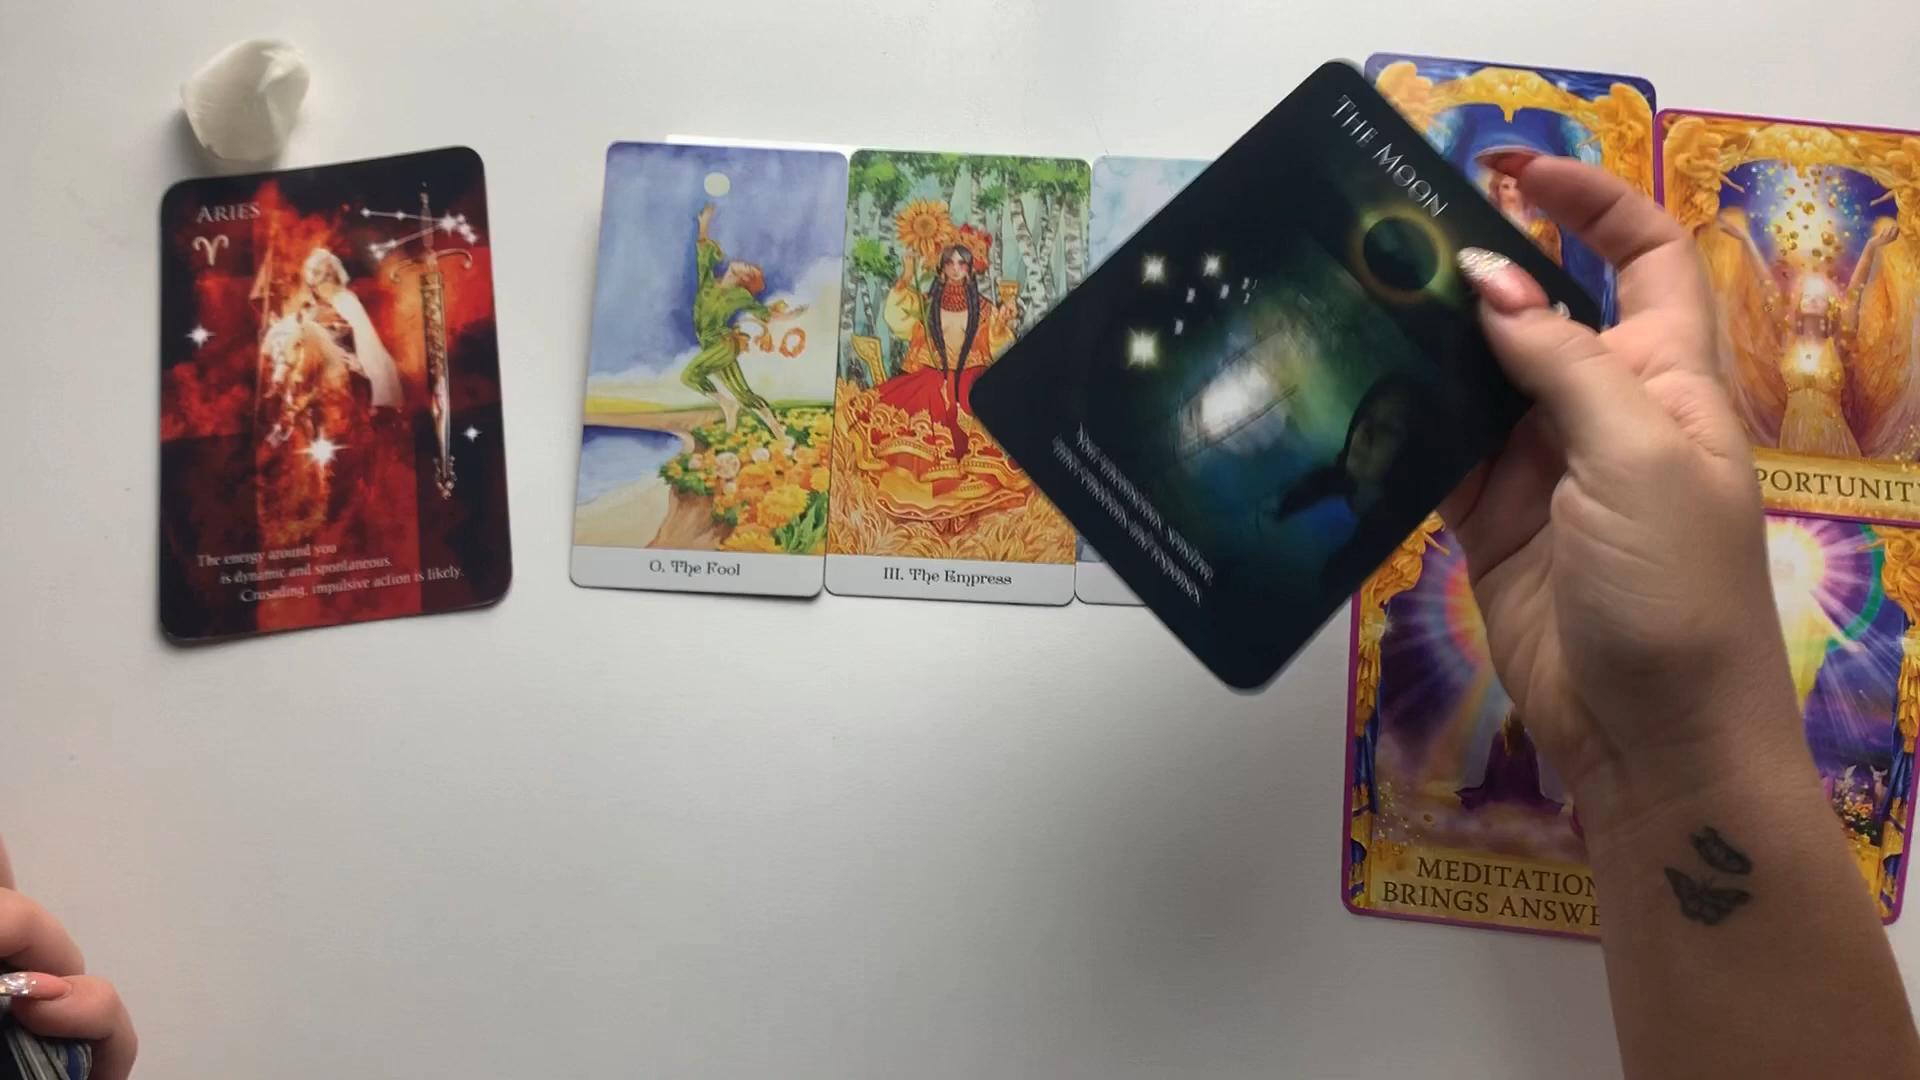 ARIES
The energy around you
is dynamic and spontaneous.
Crusading, impulsive action is likely.
0. The Fool
III. The Empress
THE MOON
PORTUNIT
MEDITATION
BRINGS ANSWE